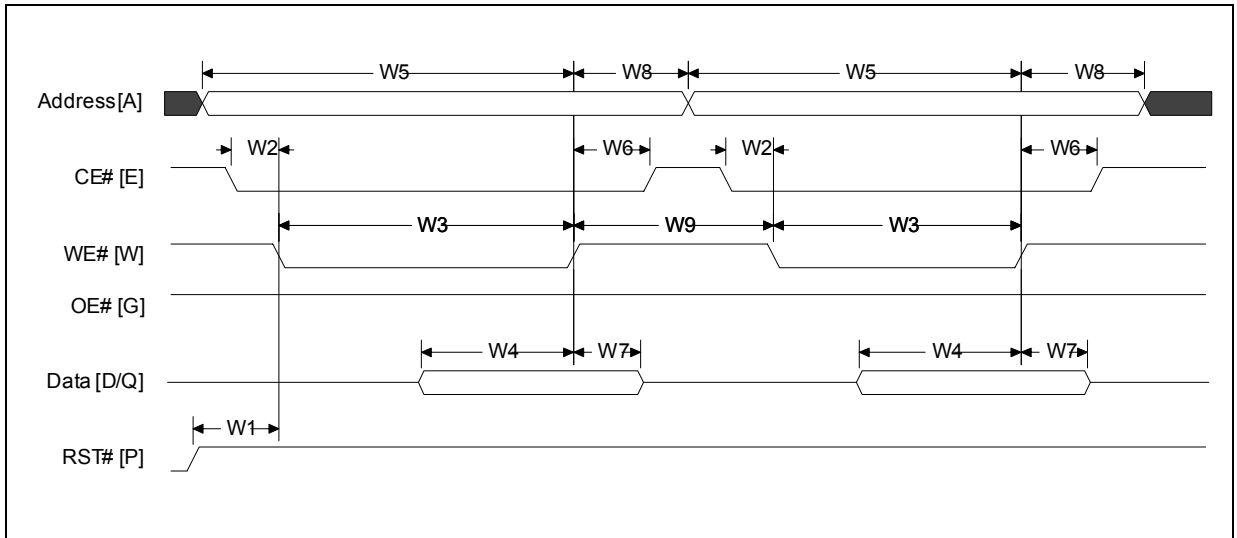 W5 W8 W5 W8
Address[A]
W2 W6 W2 W6
CE# [E]
W3 W9 W3
WE# [W]
OE# [G]
W4 W7 W4 W7
Data [D/Q]
W1
RST# [P]